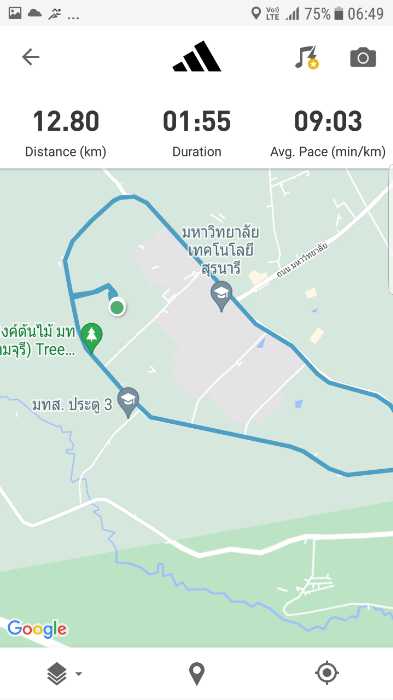 ... Vo)) LTE 75% 06:49
12.80 01:55 09:03
Distance (km) Duration Avg. Pace (min/km)
มหาวิทยาลัย
เทคโนโลยี
สุรนารี
ถนน มหาวิทยาลัย
งค์ต้นไม้ มท
ามจุรี) Tree...
มทส. ประตู 3
Google